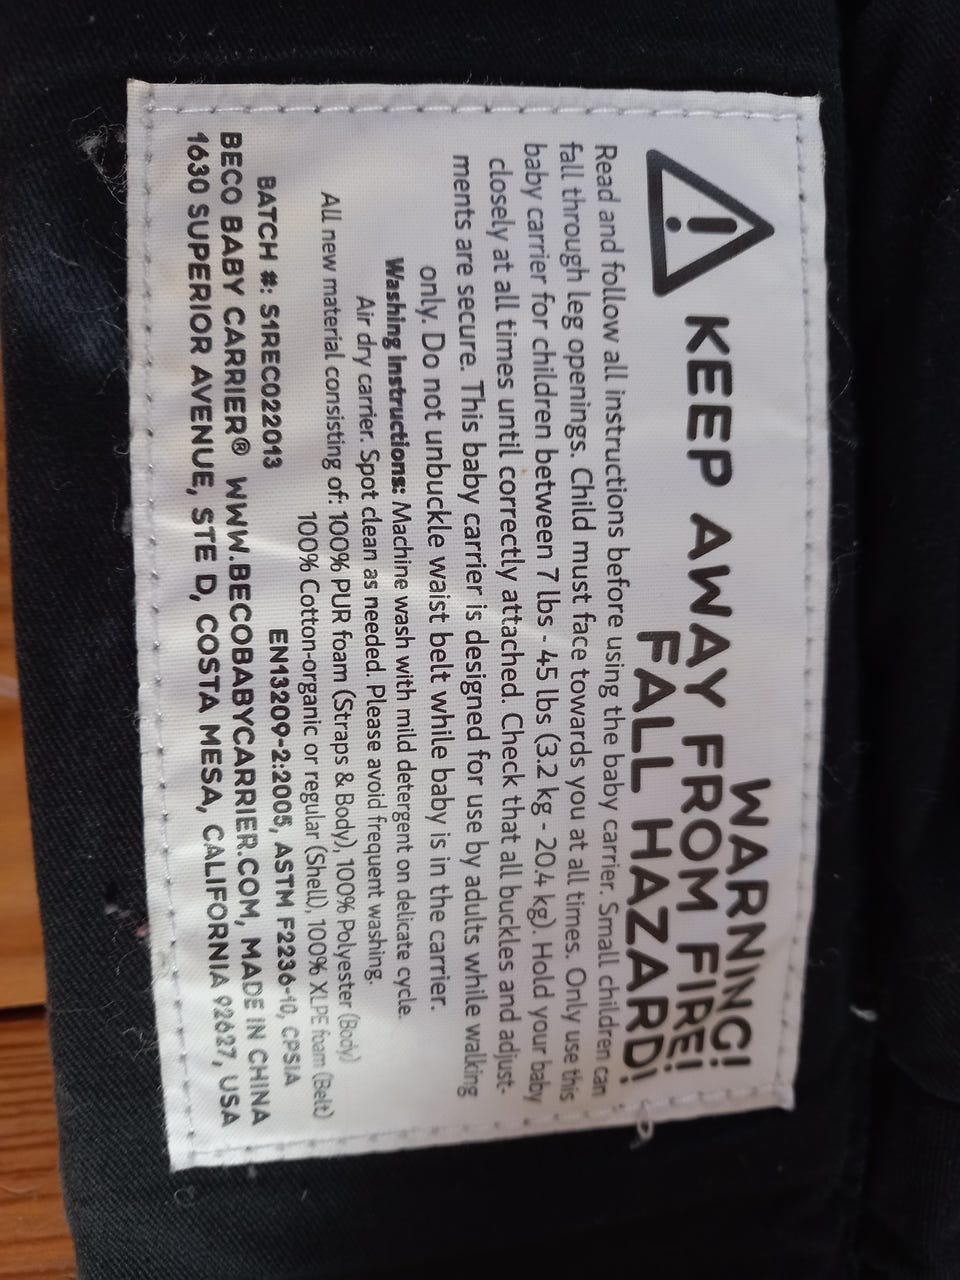 WARNING!
KEEP AWAY FROM FIRE!
FALL HAZARD!
Read and follow all instructions before using the baby carrier. Small children can
fall through leg openings. Child must face towards you at all times. Only use this
baby carrier for children between 7 lbs - 45 lbs (3.2 kg - 20.4 kg). Hold your baby
closely at all times until correctly attached. Check that all buckles and adjust-
ments are secure. This baby carrier is designed for use by adults while walking
only. Do not unbuckle waist belt while baby is in the carrier.
Washing instructions: Machine wash with mild detergent on delicate cycle.
Air dry carrier. Spot clean as needed. Please avoid frequent washing.
All new material consisting of: 100% PUR foam (Straps & Body), 100% Polyester (Body)
100% Cotton-organic or regular (Shell), 100% XLPE foam (Belt)
BATCH #: S1REC022013 EN13209-2:2005, ASTM F2236-10, CPSIA
BECO BABY CARRIER® WWW.BECOBABYCARRIER.COM, MADE IN CHINA
1630 SUPERIOR AVENUE, STE D, COSTA MESA, CALIFORNIA 92627, USA